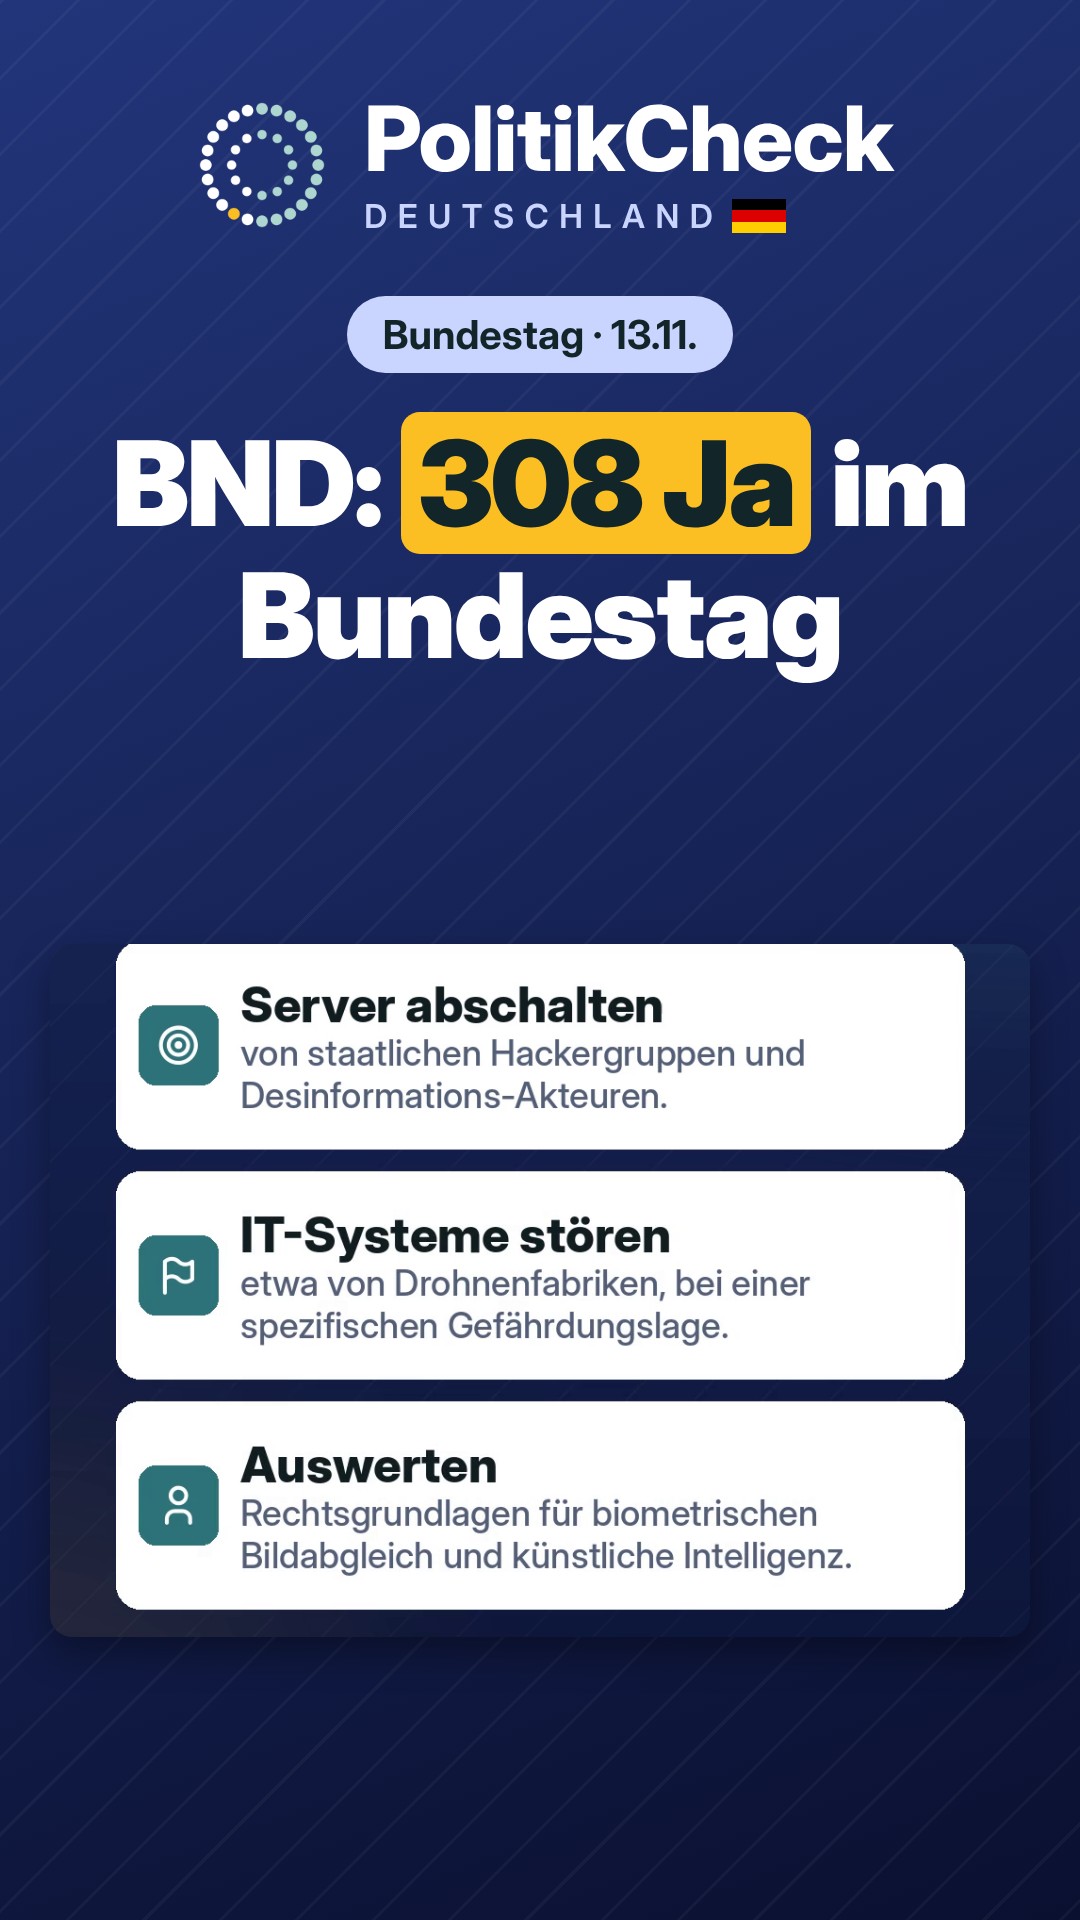 PolitikCheck
DEUTSCHLAND
Bundestag · 13.11.
BND: 308 Ja im
Bundestag
Server abschalten
von staatlichen Hackergruppen und
Desinformations-Akteuren.
IT-Systeme stören
etwa von Drohnenfabriken, bei einer
spezifischen Gefährdungslage.
Auswerten
Rechtsgrundlagen für biometrischen
Bildabgleich und künstliche Intelligenz.